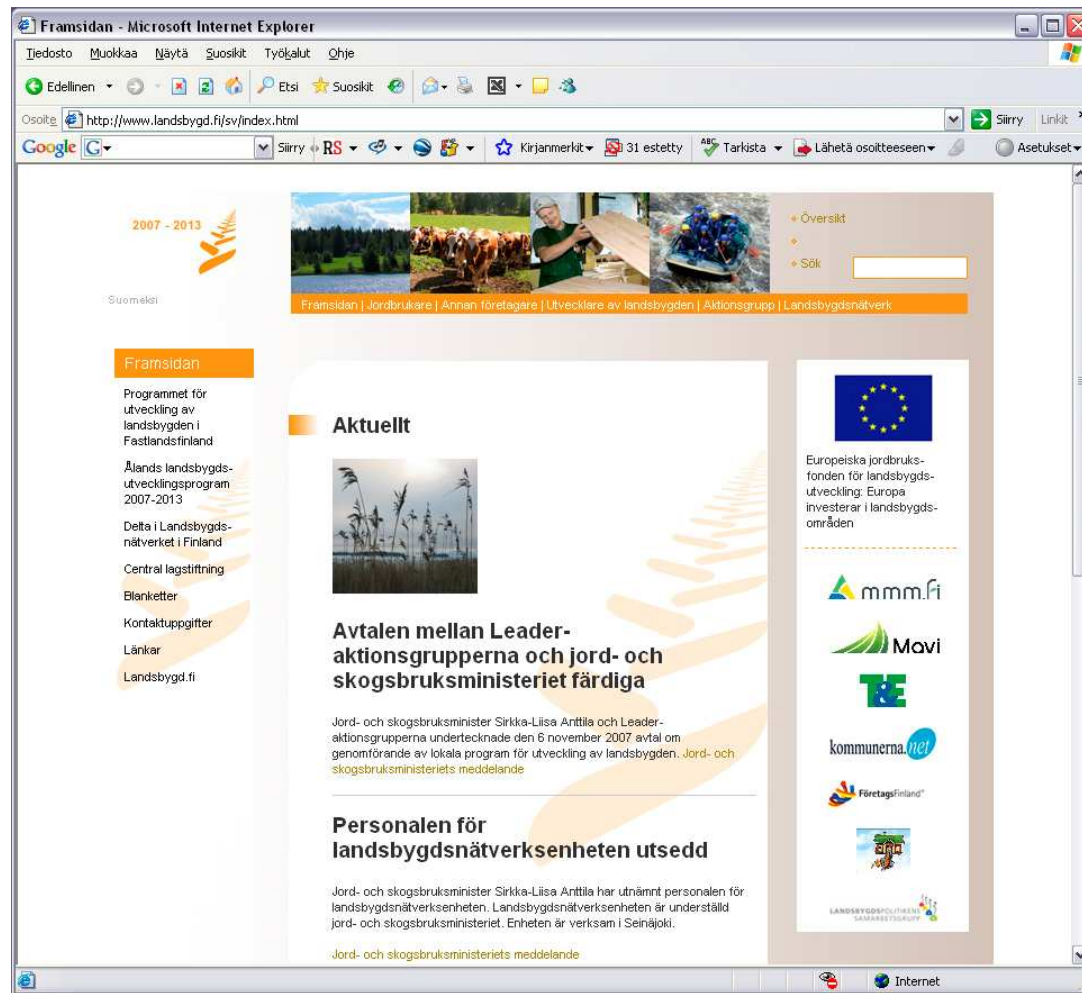 Framsidan - Microsoft Internet Explorer
Tiedosto Muokkaa Näytä Suosikit Työkalut Ohje
Edellinen Etsi Suosikit
Osoite http://www.landsbygd.fi/sv/index.html Siirry Linkit
Google G Siirry RS Kirjanmerkit 31 estetty ABC Tarkista Lähetä osoitteeseen Asetukset
2007 - 2013
Översikt
Sök
Suomeksi
Framsidan | Jordbrukare | Annan företagare | Utvecklare av landsbygden | Aktionsgrupp | Landsbygdsnätverk
Framsidan
Programmet för
utveckling av
landsbygden i
Fastlandsfinland
Ålands landsbygds-
utvecklingsprogram
2007-2013
Delta i Landsbygds-
nätverket i Finland
Central lagstiftning
Blanketter
Kontaktuppgifter
Länkar
Landsbygd.fi
Aktuellt
Avtalen mellan Leader-
aktionsgrupperna och jord- och
skogsbruksministeriet färdiga
Jord- och skogsbruksminister Sirkka-Liisa Anttila och Leader-
aktionsgrupperna undertecknade den 6 november 2007 avtal om
genomförande av lokala program för utveckling av landsbygden. Jord- och
skogsbruksministeriets meddelande
Personalen för
landsbygdsnätverksenheten utsedd
Jord- och skogsbruksminister Sirkka-Liisa Anttila har utnämnt personalen för
landsbygdsnätverksenheten. Landsbygdsnätverksenheten är underställd
jord- och skogsbruksministeriet. Enheten är verksam i Seinäjoki.
Jord- och skogsbruksministeriets meddelande
Europeiska jordbruks-
fonden för landsbygds-
utveckling: Europa
investerar i landsbygds-
områden
mmm.fi
Mavi
T&E
kommunerna.net
FöretagsFinland
LANDSBYGDSPOLITIKENS
SAMARBETSGRUPP
Internet